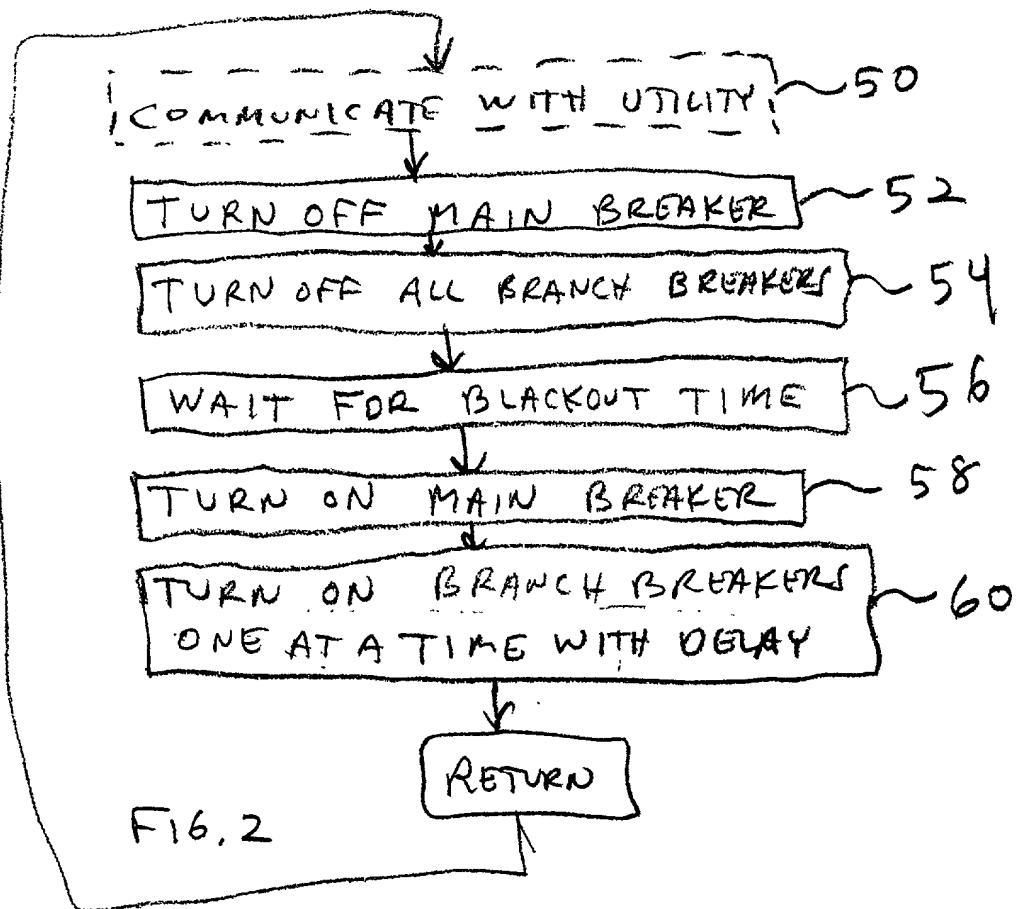 COMMUNICATE WITH UTILITY 50
TURN OFF MAIN BREAKER 52
TURN OFF ALL BRANCH BREAKERS 54
WAIT FOR BLACKOUT TIME 56
TURN ON MAIN BREAKER 58
TURN ON BRANCH BREAKERS 60
ONE AT A TIME WITH DELAY
RETURN
FIG. 2